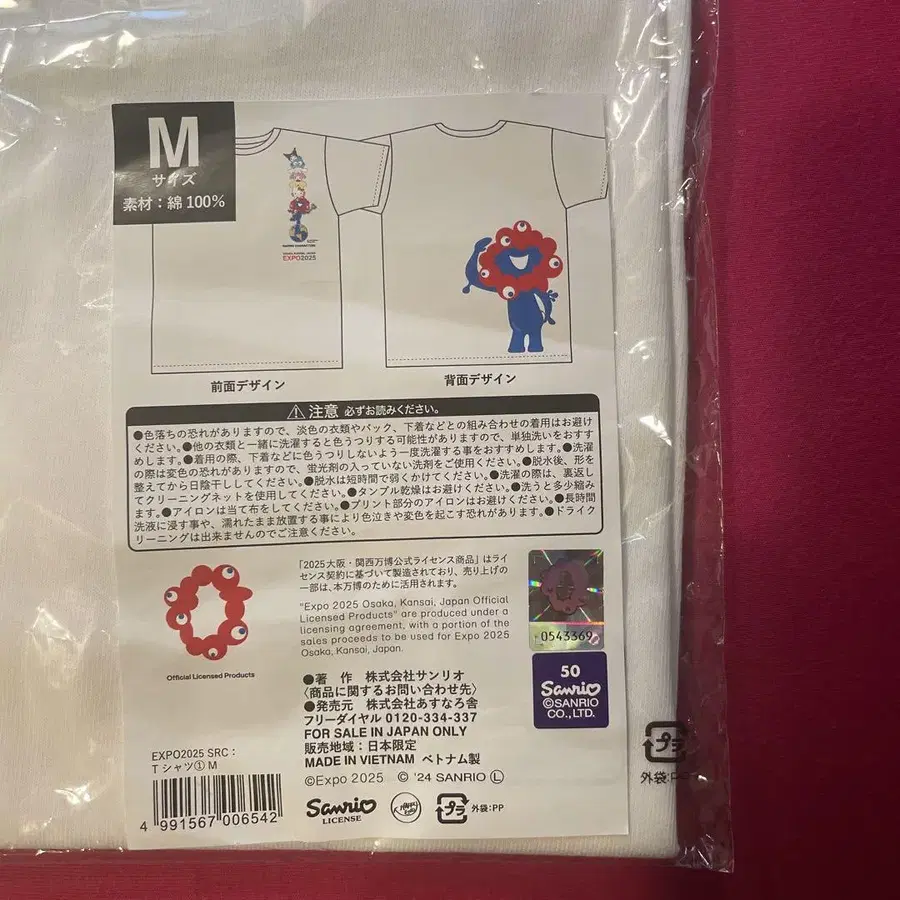 M
サイズ
素材：綿 100%
EXPO2025
前面デザイン
背面デザイン
注意 必ずお読みください。
●色落ちの恐れがありますので、淡色の衣類やバック、下着などとの組み合わせの着用はお避け
ください。●他の衣類と一緒に洗濯すると色うつりする可能性がありますので、単独洗いをおすす
めします。●着用の際、下着などに色うつりしないよう一度洗濯する事をおすすめします。●洗濯
の際は変色の恐れがありますので、蛍光剤の入っていない洗剤をご使用ください。●脱水後、形を
整えてから日陰干ししてください。●脱水は短時間で弱くかけてください。●洗濯の際は、裏返し
てクリーニングネットを使用してください。●タンブル乾燥はお避けください。●洗うと多少縮み
ます。●アイロンは当て布をしてください。●プリント部分のアイロンはお避けください。●長時間
洗液に浸す事や、濡れたまま放置する事により色泣きや変色を起こす恐れがあります。●ドライク
リーニングは出来ませんのでご注意ください。
「2025大阪・関西万博公式ライセンス商品」はライ
センス契約に基づいて製造されており、売り上げの
一部は、本万博のために活用されます。
"Expo 2025 Osaka, Kansai, Japan Official
Licensed Products" are produced under a
licensing agreement, with a portion of the
sales proceeds to be used for Expo 2025
Osaka, Kansai, Japan.
Official Licensed Products
0543369
50
Sanrio
©SANRIO
CO., LTD.
●著 作 株式会社サンリオ
〈商品に関するお問い合わせ先〉
●発売元 株式会社あすなろ舎
フリーダイヤル 0120-334-337
FOR SALE IN JAPAN ONLY
販売地域：日本限定
MADE IN VIETNAM ベトナム製
©Expo 2025 © '24 SANRIO Ⓛ
EXPO2025 SRC：
Tシャツ① M
4 991567 006542
Sanrio
LICENSE
プラ
外袋:PP
プラ
外袋:PP